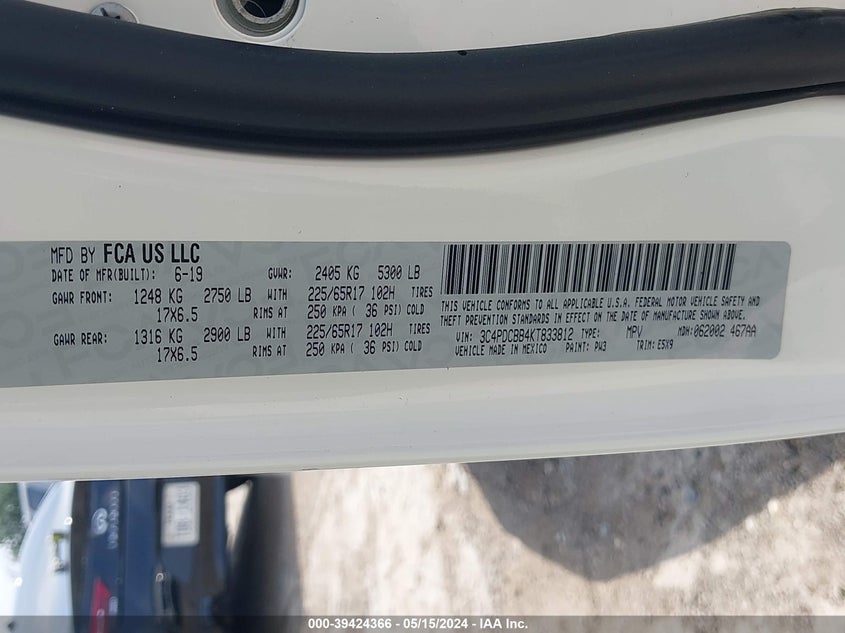 MFD BY FCA US LLC
DATE OF MFR(BUILT): 6-19 GVWR: 2405 KG 5300 LB
GAWR FRONT: 1248 KG 2750 LB WITH 225/65R17 102H TIRES
17X6.5 RIMS AT 250 KPA ( 36 PSI) COLD
GAWR REAR: 1316 KG 2900 LB WITH 225/65R17 102H TIRES
17X6.5 RIMS AT 250 KPA ( 36 PSI) COLD
THIS VEHICLE CONFORMS TO ALL APPLICABLE U.S.A. FEDERAL MOTOR VEHICLE SAFETY AND
THEFT PREVENTION STANDARDS IN EFFECT ON THE DATE OF MANUFACTURE SHOWN ABOVE.
VIN: 3C4PDCBB4KT833812 TYPE: MPV MDH: 062002 467AA
VEHICLE MADE IN MEXICO PAINT: PW3 TRIM: E5X9
000-39424366 - 05/15/2024 - IAA Inc.